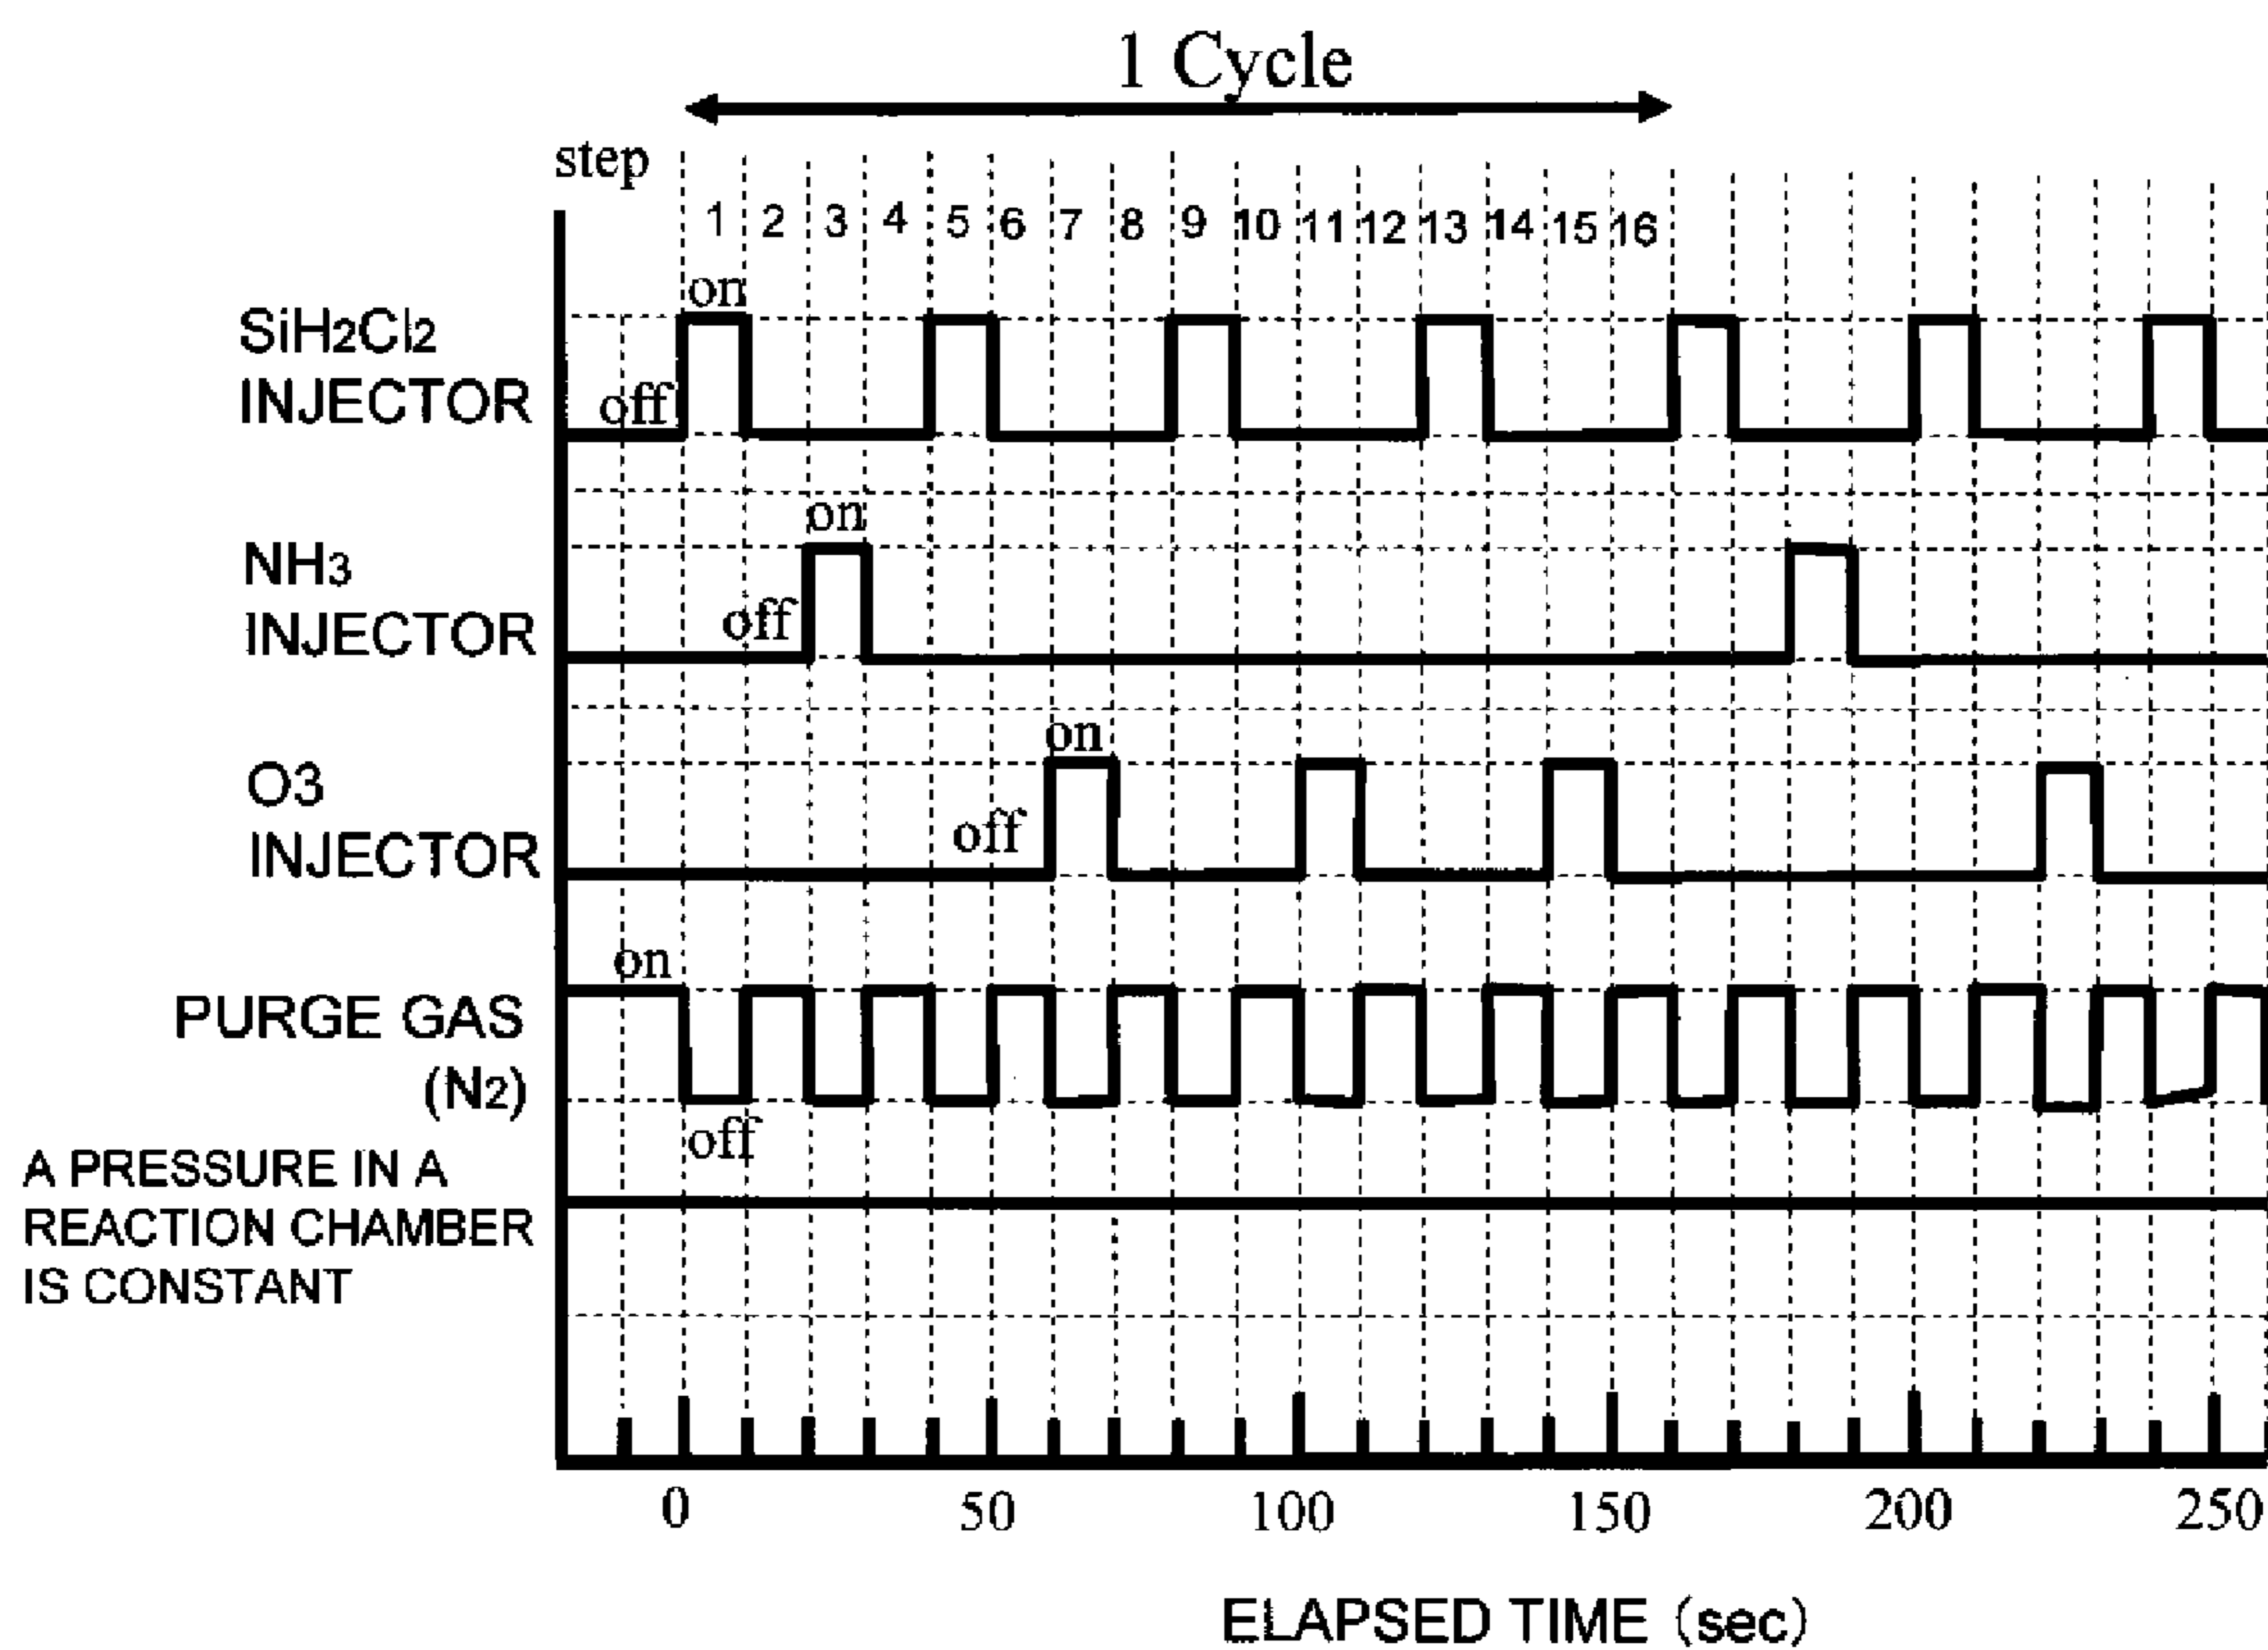 1 Cycle
step
1 2 3 4 5 6 7 8 9 10 11 12 13 14 15 16
on
SiH2Cl2
INJECTOR
off
on
NH3
INJECTOR
off
on
O3
INJECTOR
off
on
PURGE GAS
(N2)
off
A PRESSURE IN A
REACTION CHAMBER
IS CONSTANT
0 50 100 150 200 250
ELAPSED TIME (sec)